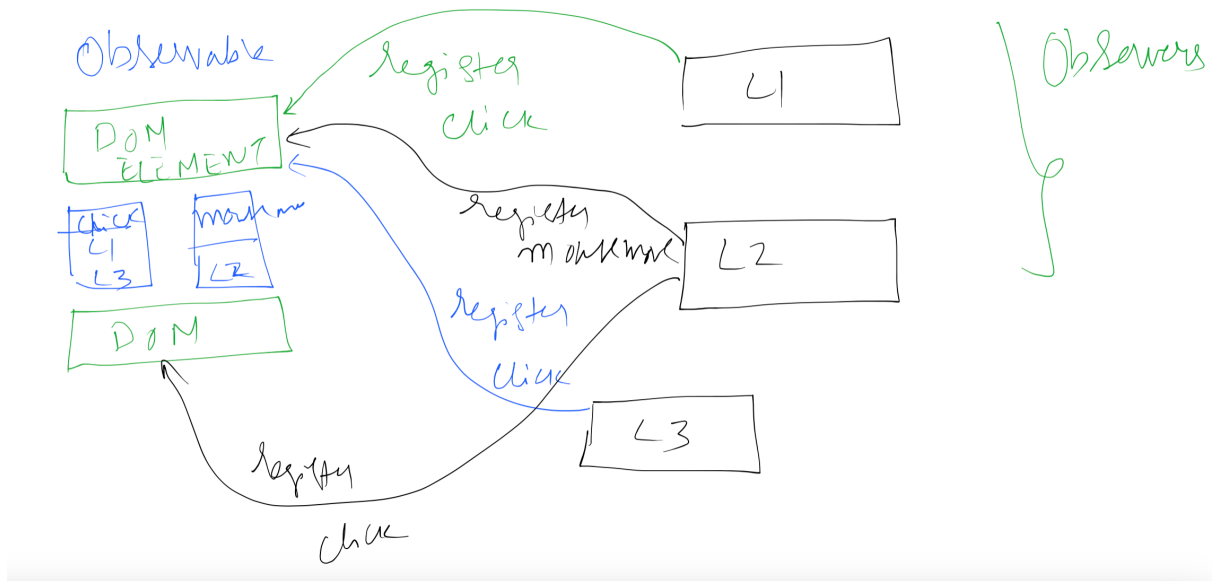 Observable
DOM
ELEMENT
click
L1
L3
L2
DOM
register
click
register
mousemove
register
click
register
click
L1
L2
L3
Observers